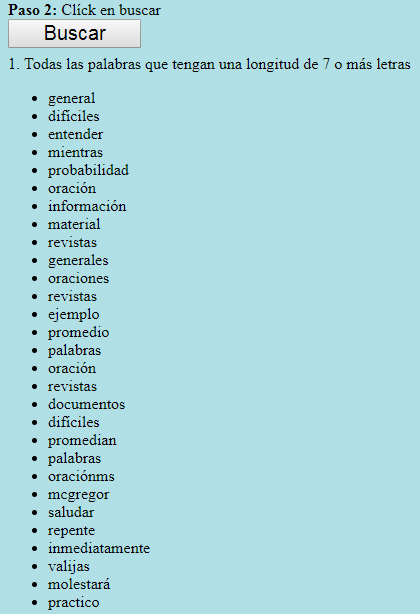 Paso 2: Clíck en buscar
Buscar
1. Todas las palabras que tengan una longitud de 7 o más letras
general
difíciles
entender
mientras
probabilidad
oración
información
material
revistas
generales
oraciones
revistas
ejemplo
promedio
palabras
oración
revistas
documentos
difíciles
promedian
palabras
oraciónms
mcgregor
saludar
repente
inmediatamente
valijas
molestará
practico